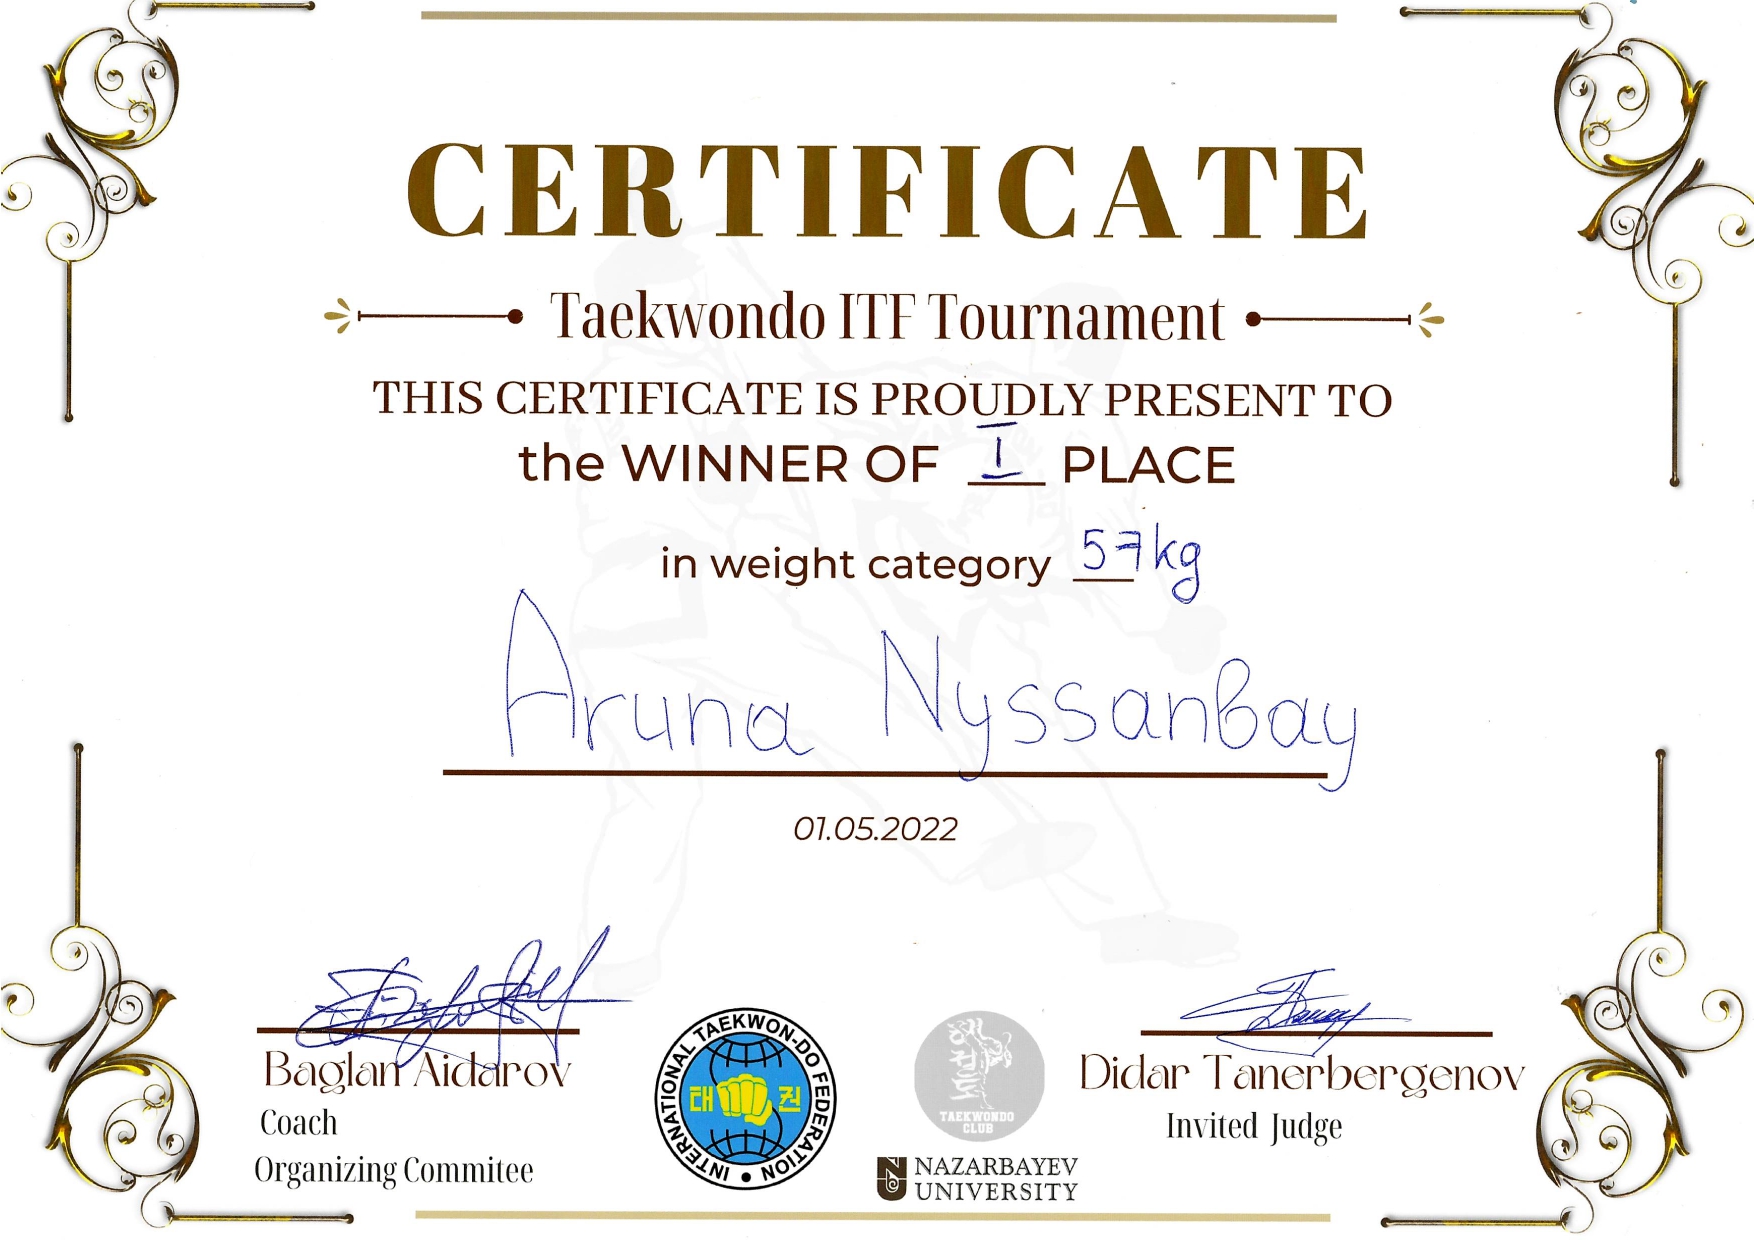 CERTIFICATE
Taekwondo ITF Tournament
THIS CERTIFICATE IS PROUDLY PRESENT TO
the WINNER OF I PLACE
in weight category 57kg
Aruna Nyssanbay
01.05.2022
Baglan Aidarov
Coach
Organizing Commitee
INTERNATIONAL TAEKWON-DO FEDERATION
태권
TAEKWONDO
CLUB
NAZARBAYEV
UNIVERSITY
Didar Tanerbergenov
Invited Judge